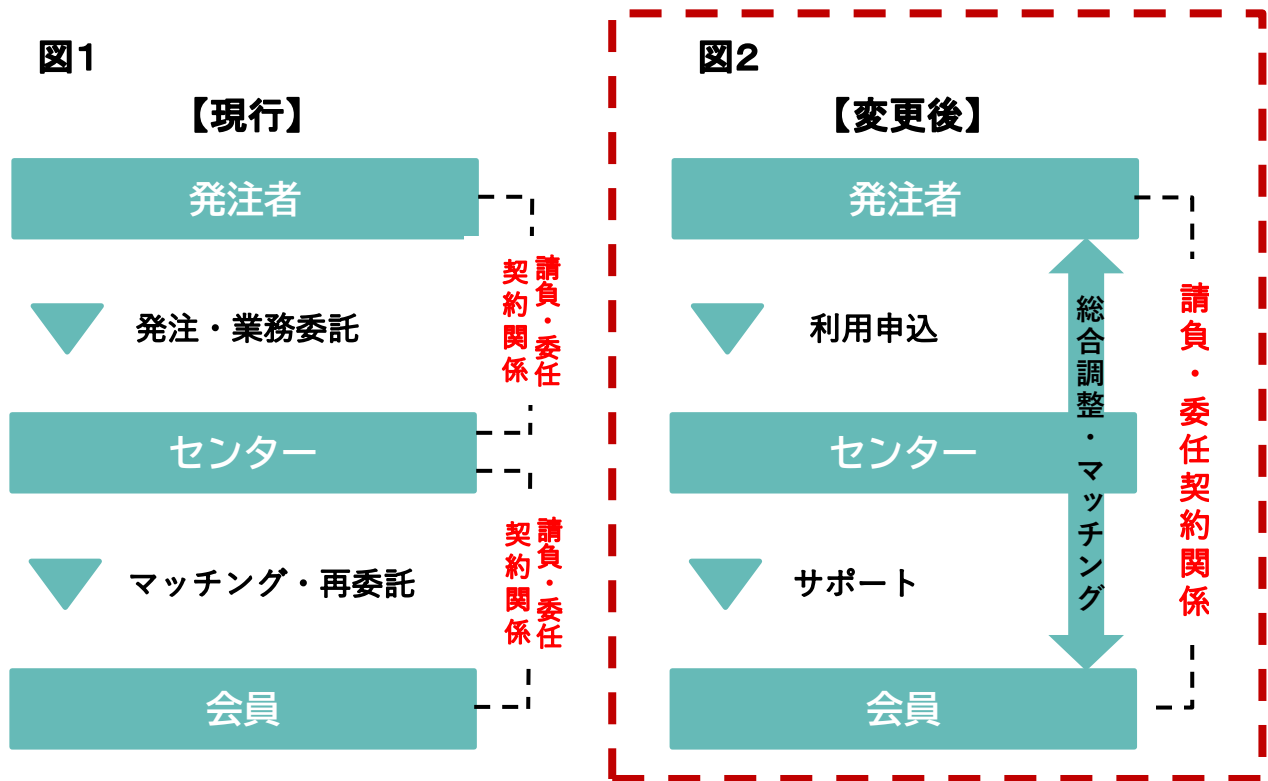 図1
【現行】
発注者
発注・業務委託
請負・委任
契約関係
センター
マッチング・再委託
請負・委任
契約関係
会員
図2
【変更後】
発注者
利用申込
センター
サポート
会員
総合調整・マッチング
請負・委任契約関係